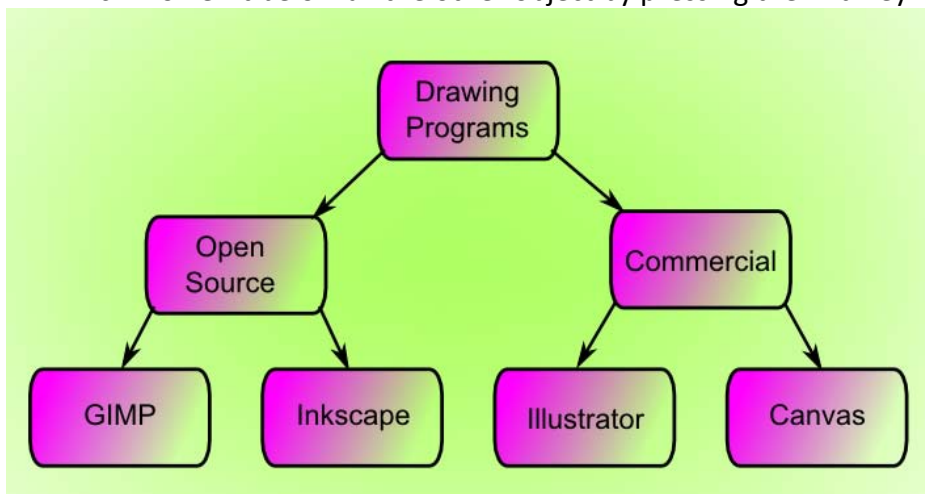 Drawing
Programs
Open
Source
Commercial
GIMP
Inkscape
Illustrator
Canvas